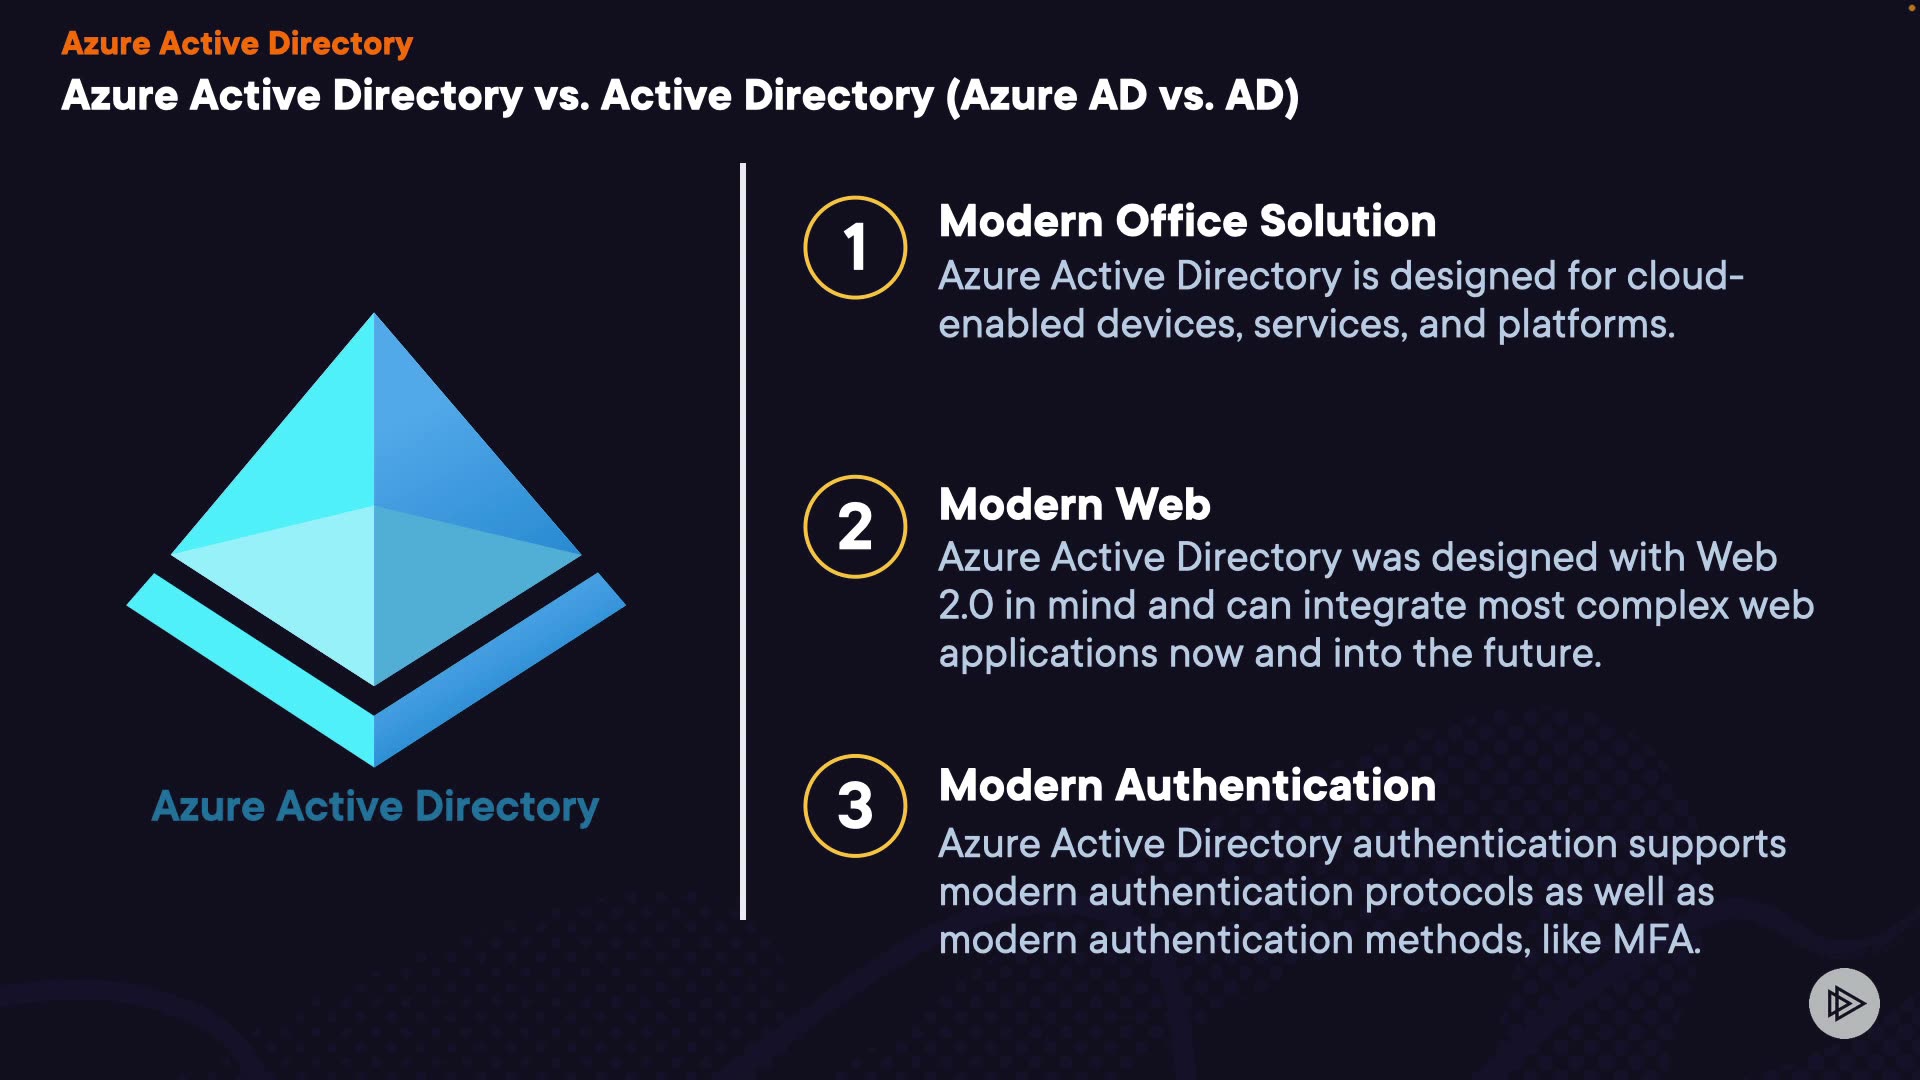 Azure Active Directory
Azure Active Directory vs. Active Directory (Azure AD vs. AD)
Azure Active Directory
1
Modern Office Solution
Azure Active Directory is designed for cloud-
enabled devices, services, and platforms.
2
Modern Web
Azure Active Directory was designed with Web
2.0 in mind and can integrate most complex web
applications now and into the future.
3
Modern Authentication
Azure Active Directory authentication supports
modern authentication protocols as well as
modern authentication methods, like MFA.